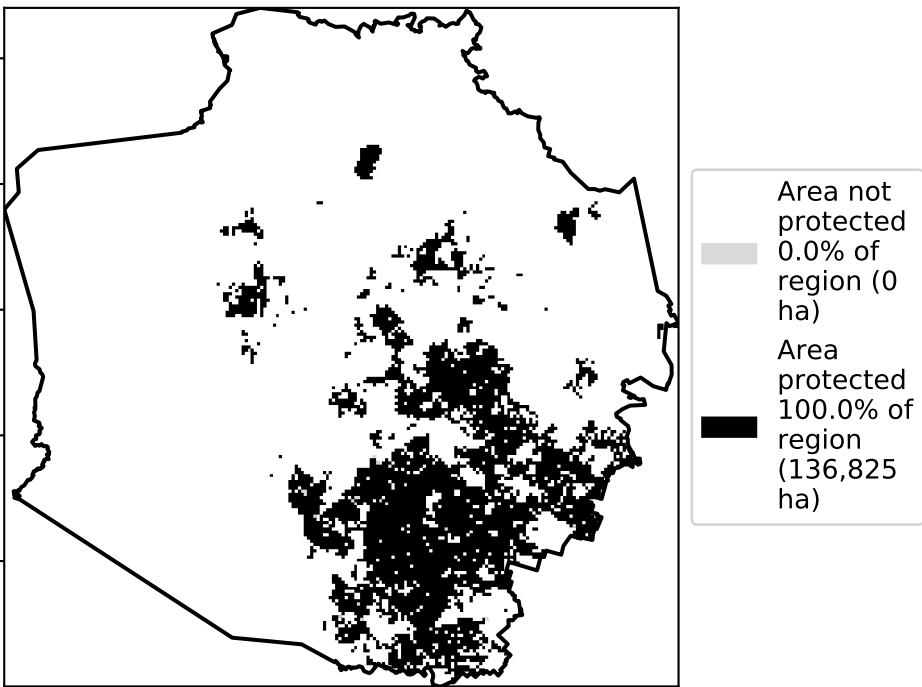 Area not
protected
0.0% of
region (0
ha)
Area
protected
100.0% of
region
(136,825
ha)